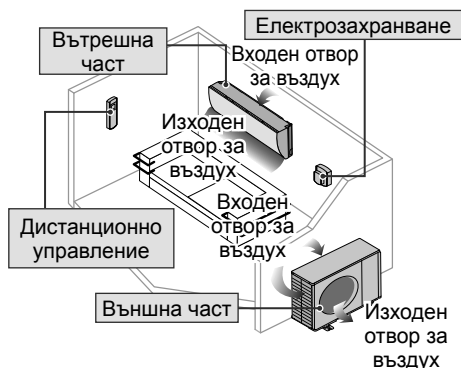 Електрозахранване
Вътрешна
част
Входен отвор
за въздух
Изходен
отвор за
въздух
Входен
отвор за
въздух
Дистанционно
управление
Външна част
Изходен
отвор за
въздух